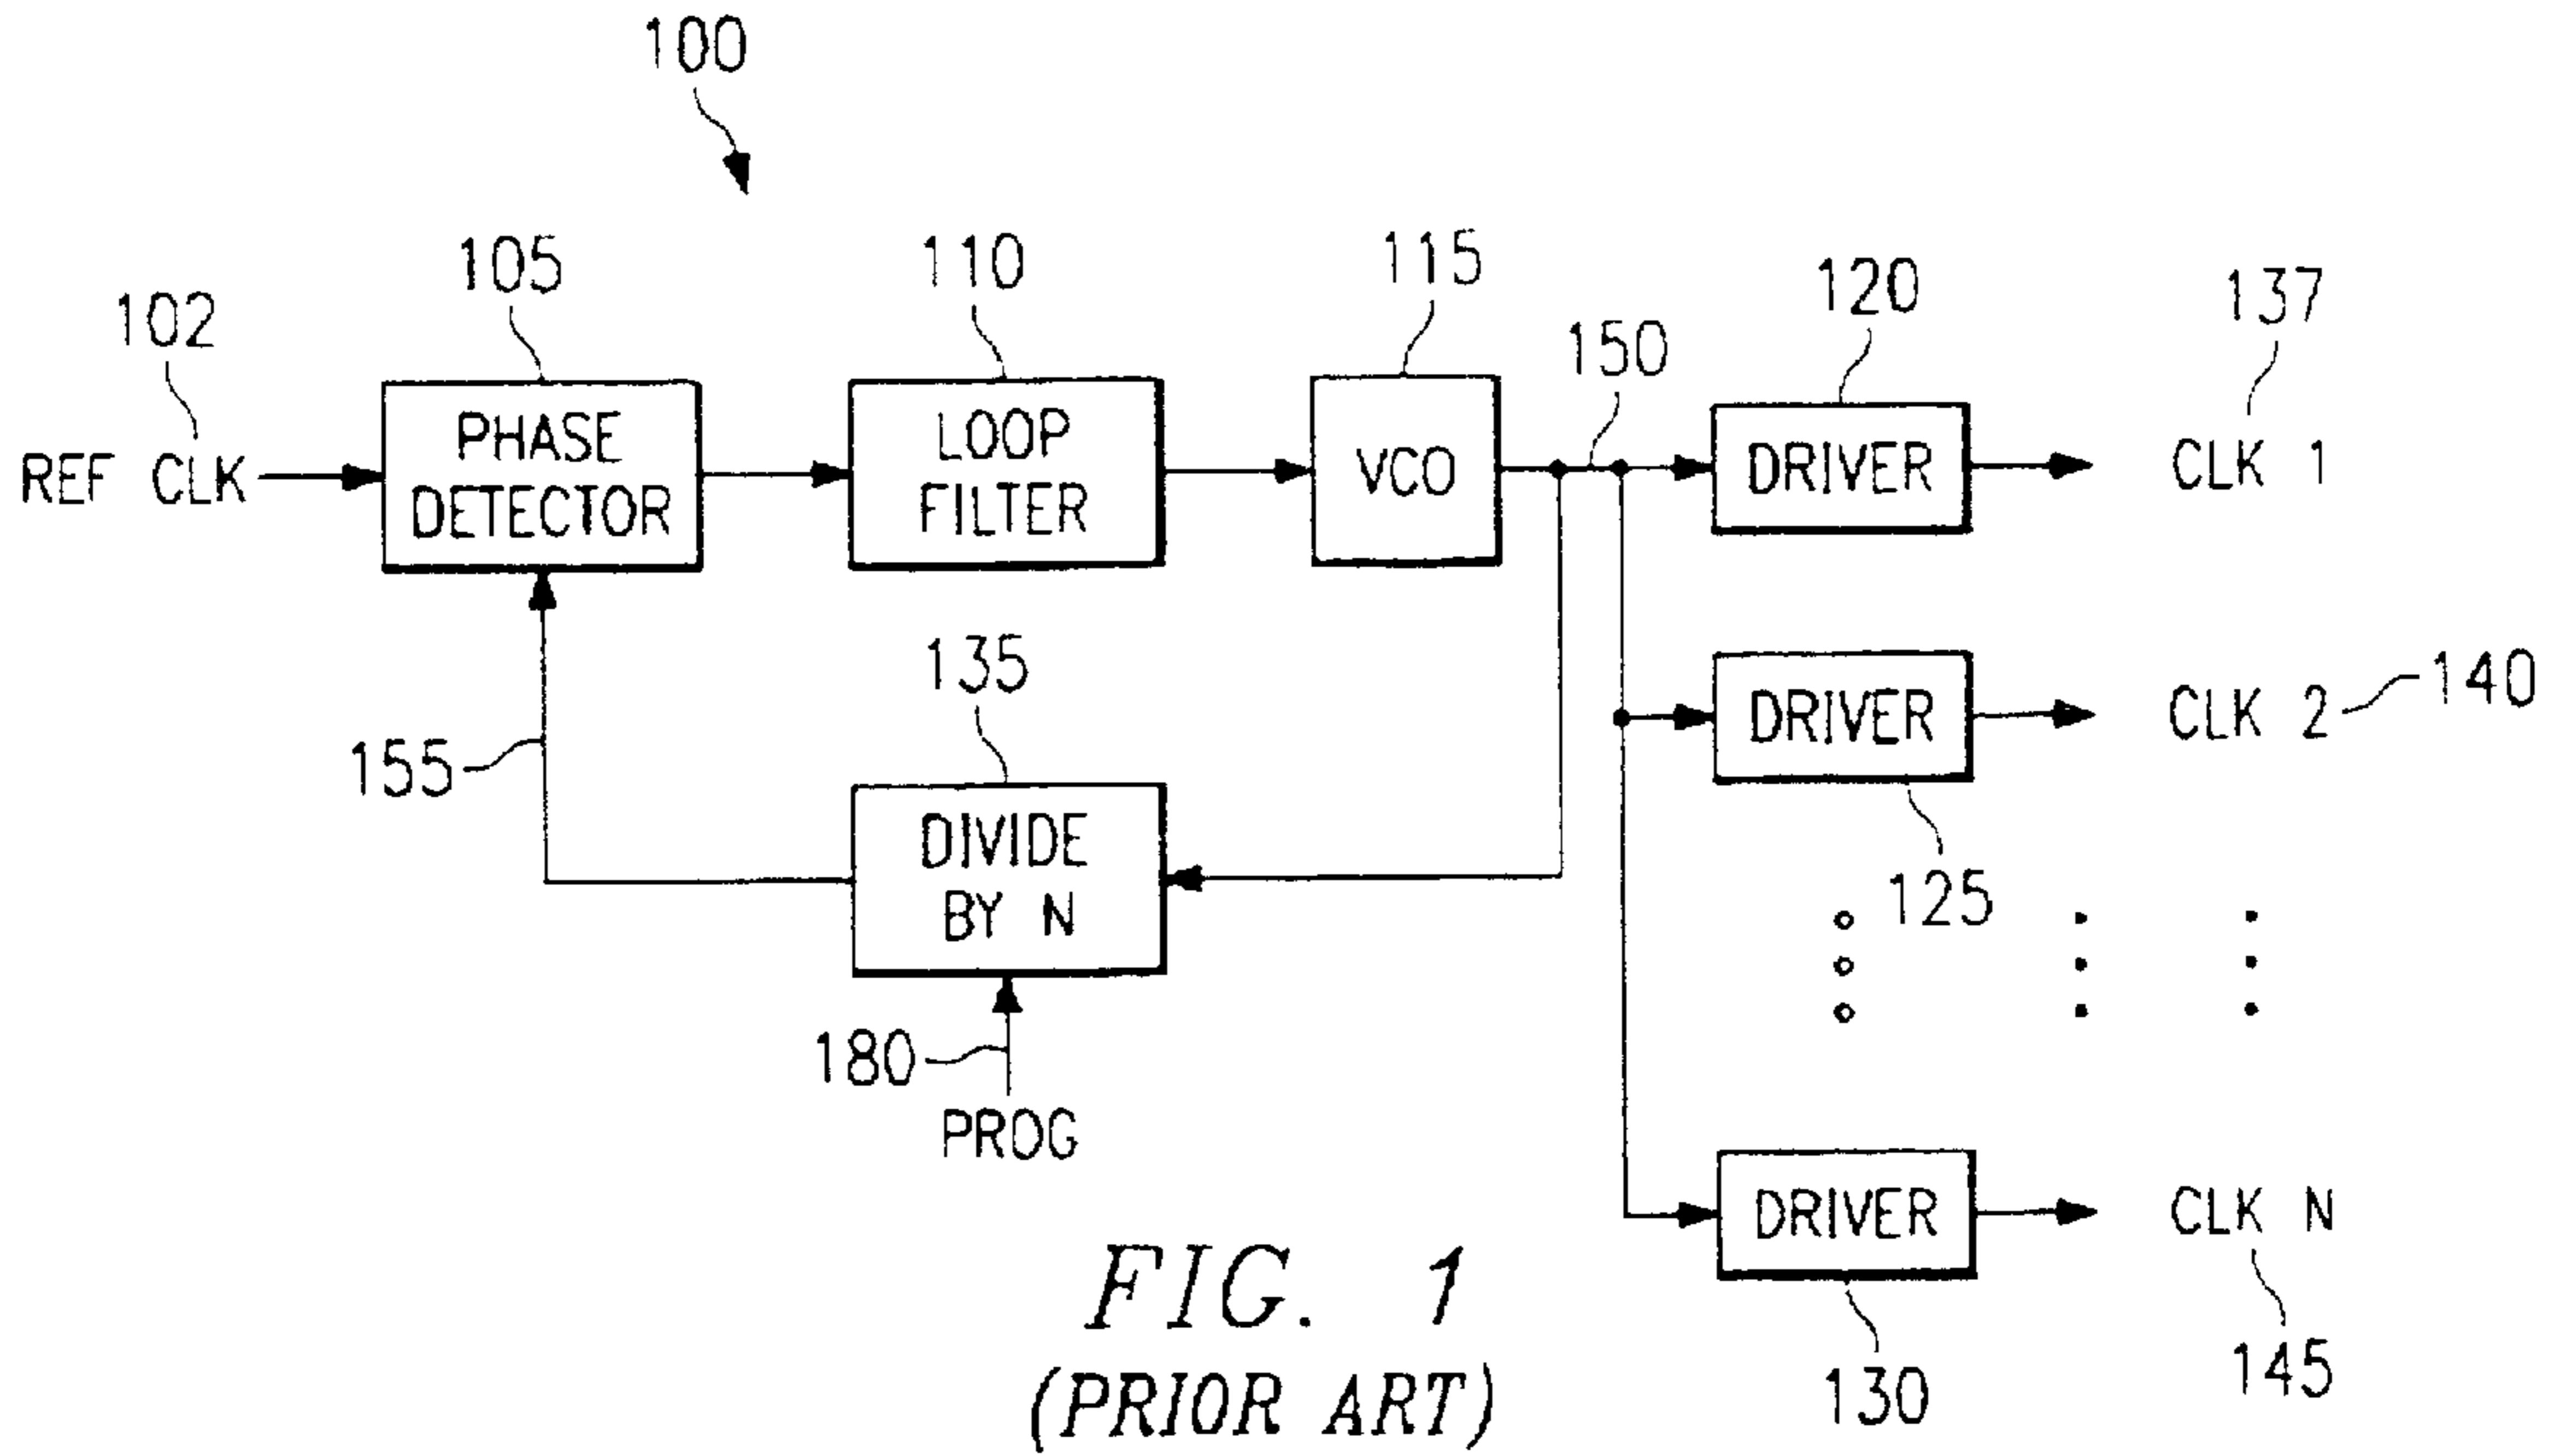 100
105
110
115
120
137
102
150
REF CLK
PHASE
DETECTOR
LOOP
FILTER
VCO
DRIVER
CLK 1
135
155
DRIVER
CLK 2
140
DIVIDE
BY N
125
180
PROG
DRIVER
CLK N
130
145
FIG. 1
(PRIOR ART)